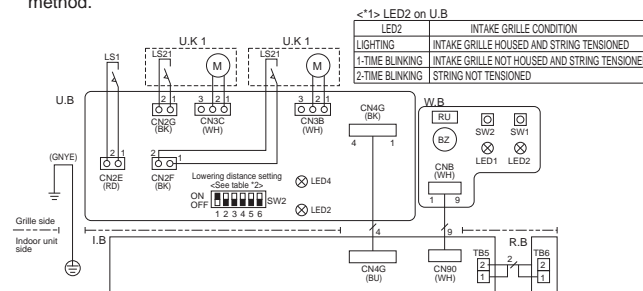 method.
<*1> LED2 on U.B
LED2 INTAKE GRILLE CONDITION
LIGHTING INTAKE GRILLE HOUSED AND STRING TENSIONED
1-TIME BLINKING INTAKE GRILLE NOT HOUSED AND STRING TENSIONE
2-TIME BLINKING STRING NOT TENSIONED
U.K 1 U.K 1
LS1 LS21 M LS21 M
U.B
2 1 3 2 1 3 2 1
CN2G (BK) CN3C (WH) CN3B (WH)
CN4G (BK)
4 1
W.B
RU SW2 SW1
BZ LED1 LED2
CNB (WH)
1 9
(GNYE)
2 1 2 1
CN2E (RD) CN2F (BK)
Lowering distance setting
<See table *2>
ON
OFF SW2
1 2 3 4 5 6
LED4
LED2
Grille side
Indoor unit side
I.B
4 9
CN4G (BU) CN90 (WH)
R.B
TB5 2 TB6
2 2
1 1